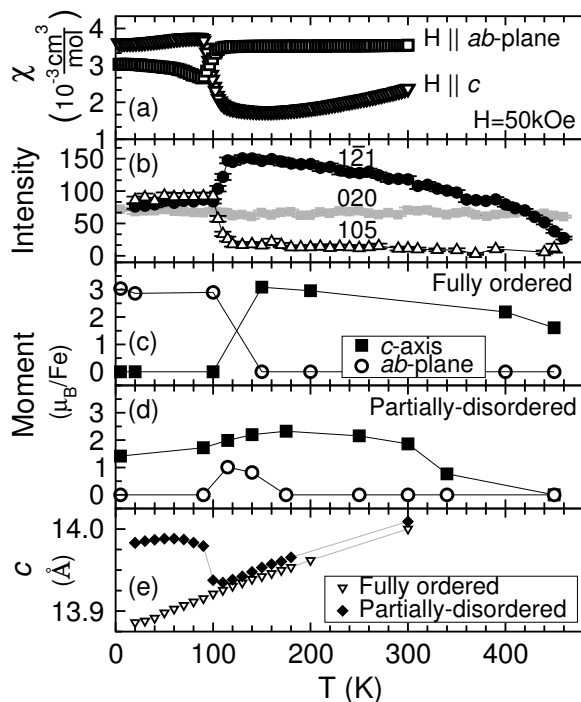 χ (10⁻³ cm³/mol)
4
3
2
1
H || ab-plane
H || c
H=50kOe
(a)
Intensity
150
100
50
0
(b)
12̄1
020
105
Moment (μB/Fe)
3
2
1
0
Fully ordered
(c)
c-axis
ab-plane
3
2
1
0
(d)
Partially-disordered
c (Å)
14.0
13.9
(e)
Fully ordered
Partially-disordered
0 100 200 300 400
T (K)